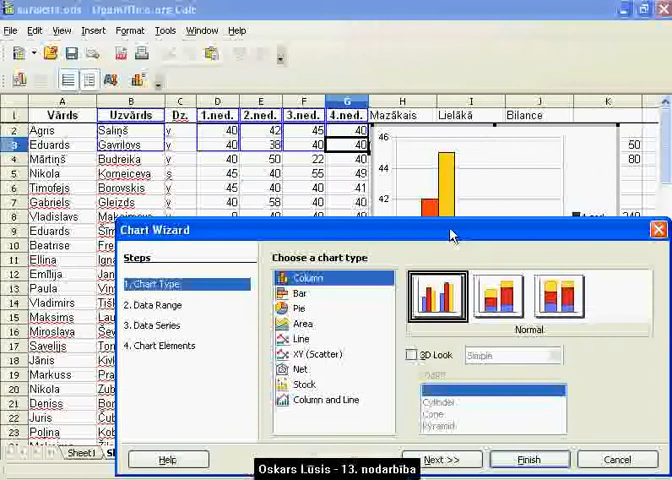 File Edit View Insert Format Tools Data Window Help
A B C D E F G H I J K
1 Vārds Uzvārds Dz. 1.ned. 2.ned. 3.ned. 4.ned. Mazākais Lielākā Bilance
2 Agris Saliņš v 40 42 45 40
3 Eduards Gavrilovs v 40 38 40 40 50
4 Mārtiņš Budreika v 40 50 22 40 80
5 Nikola Korneiceva s 45 40 55 49
6 Timofejs Borovskis v 45 40 40 41
7 Gabriels Gleizds v 40 58 40 40
8 Vladislavs
9 Eduards
10 Beatrise
11 Elīna
12 Emīlija
13 Paula
14 Vladimirs
15 Maksims
16 Miroslavs
17 Savelijs
18 Jānis
19 Markuss
20 Nikola
21 Deniss
22 Juris
23 Poļina
46
44
42
Sheet1
Chart Wizard
Steps
1. Chart Type
2. Data Range
3. Data Series
4. Chart Elements
Choose a chart type
Column
Bar
Pie
Area
Line
XY (Scatter)
Net
Stock
Column and Line
Normal
3D Look Simple
Cylinder
Cone
Pyramid
Help Next >> Finish Cancel
Oskars Lūsis - 13. nodarbība